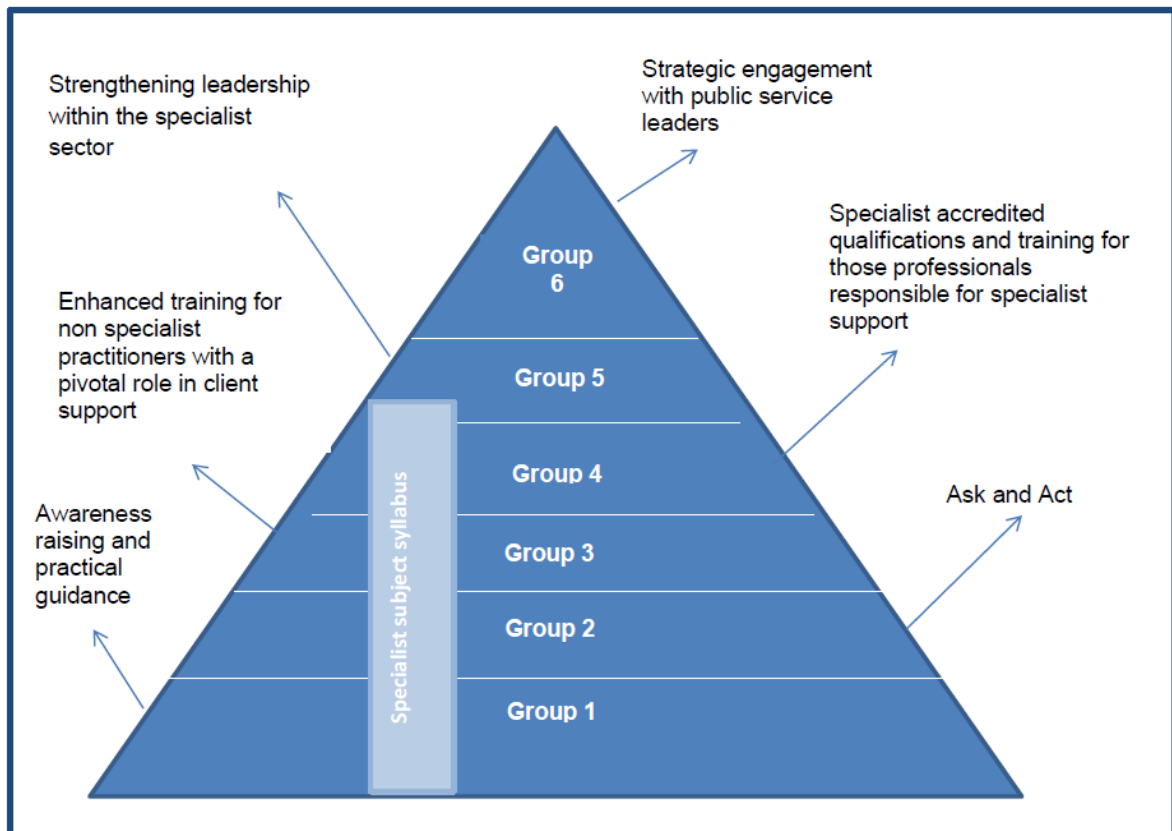 Strengthening leadership
within the specialist
sector
Strategic engagement
with public service
leaders
Specialist accredited
qualifications and training for
those professionals
responsible for specialist
support
Enhanced training for
non specialist
practitioners with a
pivotal role in client
support
Ask and Act
Awareness
raising and
practical
guidance
Group
6
Group 5
Group 4
Group 3
Group 2
Group 1
Specialist subject syllabus